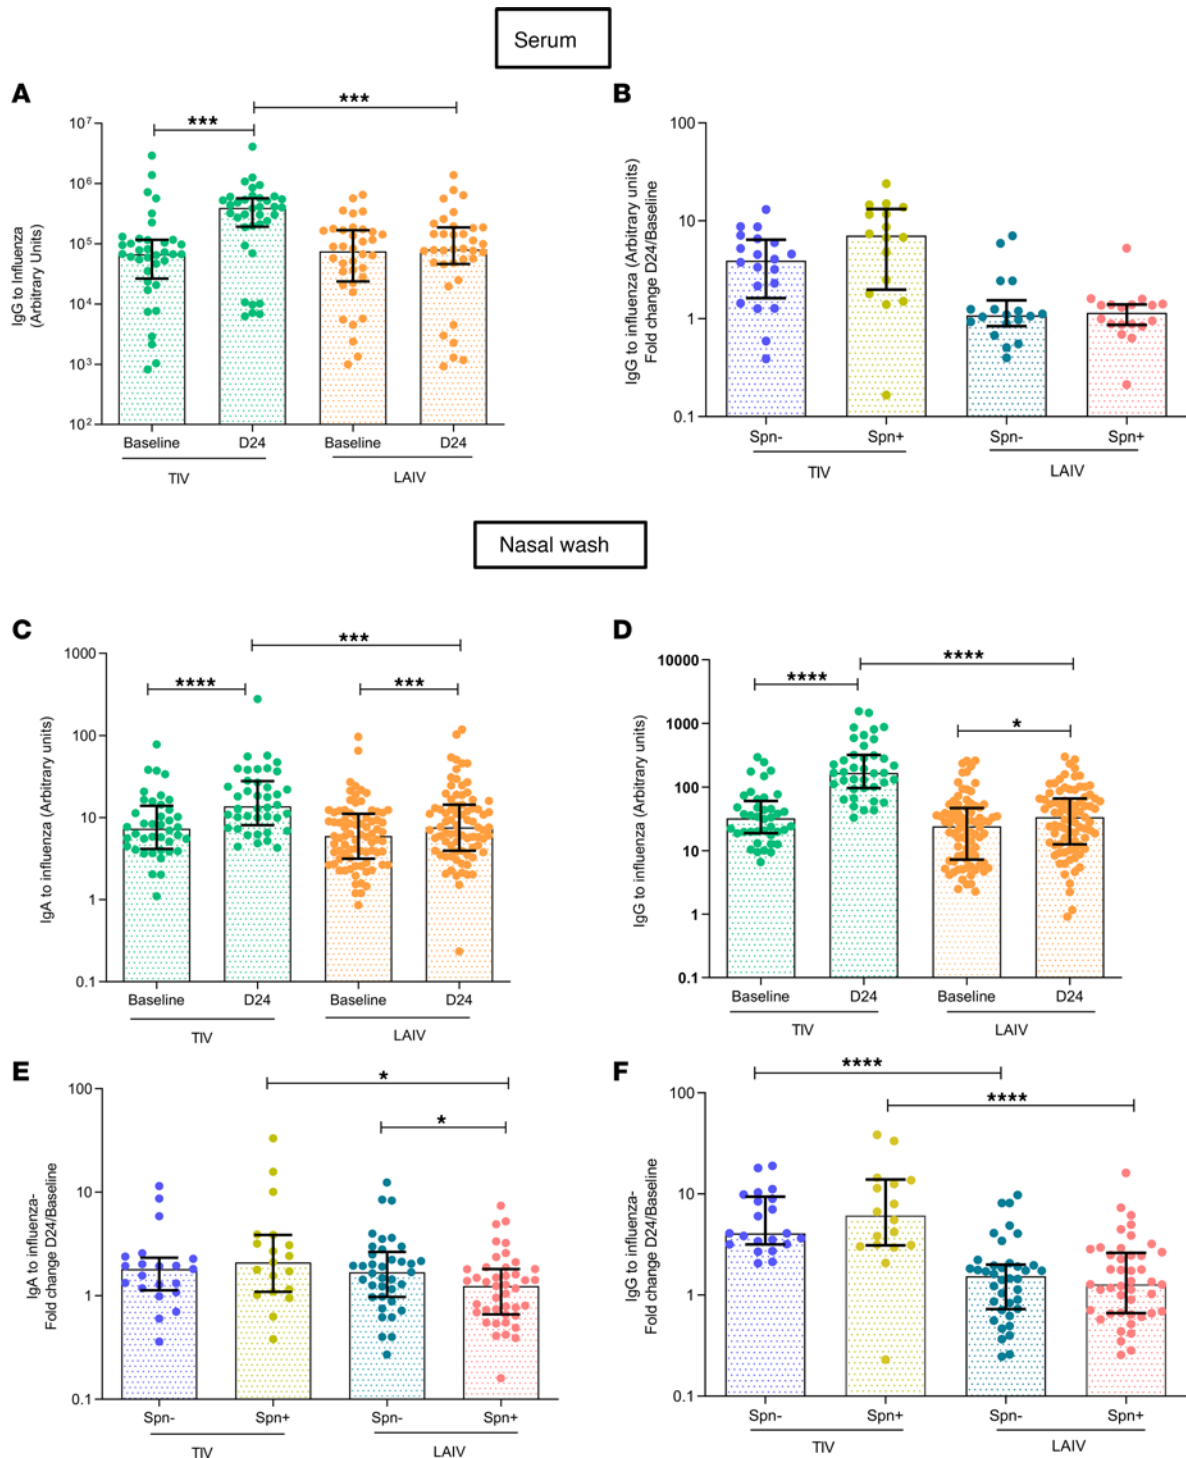 Serum
A
B
***
***
IgG to Influenza
(Arbitrary Units)
10⁷
10⁶
10⁵
10⁴
10³
10²
Baseline D24 Baseline D24
TIV LAIV
IgG to influenza (Arbitrary units)
Fold change D24/Baseline
100
10
1
0.1
Spn- Spn+ Spn- Spn+
TIV LAIV
Nasal wash
C
D
***
**** ***
IgA to influenza (Arbitrary units)
1000
100
10
1
0.1
Baseline D24 Baseline D24
TIV LAIV
****
****
*
IgG to influenza (Arbitrary units)
10000
1000
100
10
1
0.1
Baseline D24 Baseline D24
TIV LAIV
E
F
*
*
IgA to influenza-
Fold change D24/Baseline
100
10
1
0.1
Spn- Spn+ Spn- Spn+
TIV LAIV
****
****
IgG to influenza-
Fold change D24/Baseline
100
10
1
0.1
Spn- Spn+ Spn- Spn+
TIV LAIV